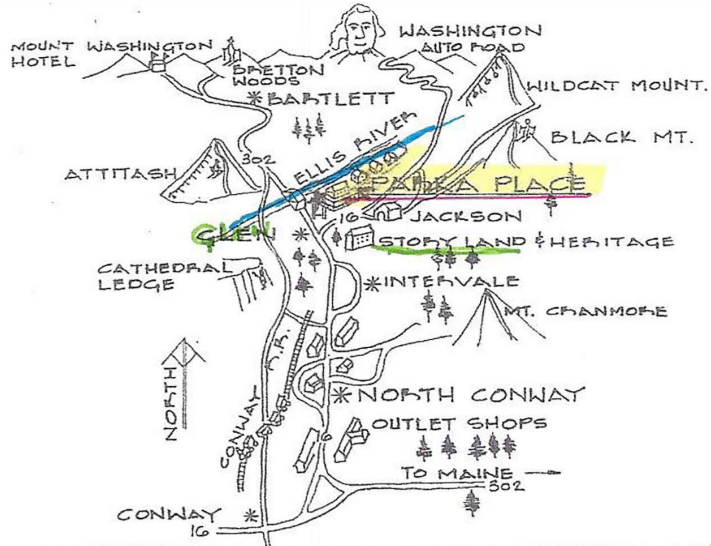 WASHINGTON
AUTO ROAD
MOUNT WASHINGTON
HOTEL
BRETTON
WOODS
WILDCAT MOUNT.
BARTLETT
BLACK MT.
302
ELLIS RIVER
ATTITASH
PARKA PLACE
16
JACKSON
GLEN
STORY LAND & HERITAGE
CATHEDRAL
LEDGE
INTERVALE
MT. CRANMORE
R.R.
NORTH
NORTH CONWAY
CONWAY
OUTLET SHOPS
TO MAINE
302
CONWAY
16